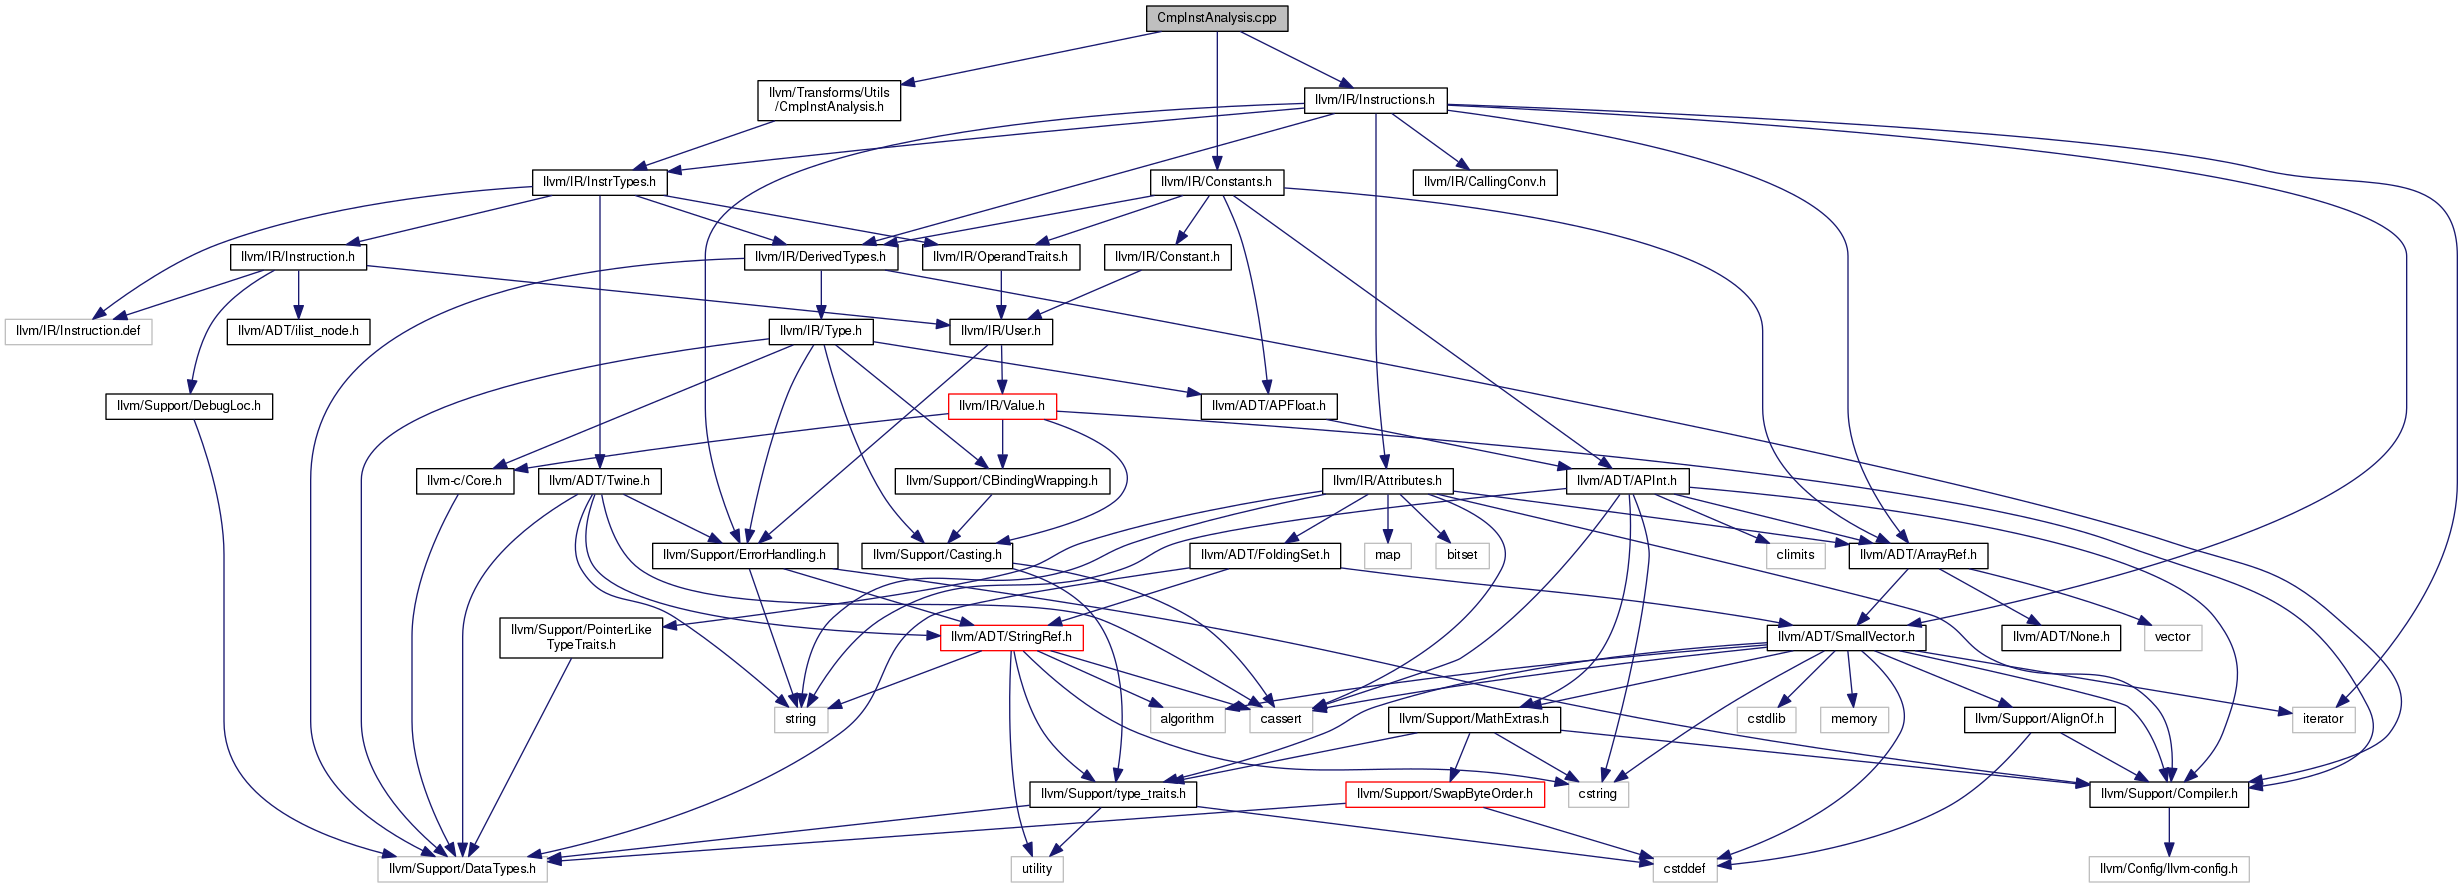 CmpInstAnalysis.cpp
llvm/Transforms/Utils
/CmpInstAnalysis.h
llvm/IR/Instructions.h
llvm/IR/InstrTypes.h
llvm/IR/Constants.h
llvm/IR/CallingConv.h
llvm/IR/Instruction.h
llvm/IR/DerivedTypes.h
llvm/IR/OperandTraits.h
llvm/IR/Constant.h
llvm/IR/Instruction.def
llvm/ADT/ilist_node.h
llvm/IR/Type.h
llvm/IR/User.h
llvm/Support/DebugLoc.h
llvm/IR/Value.h
llvm/ADT/APFloat.h
llvm-c/Core.h
llvm/ADT/Twine.h
llvm/Support/CBindingWrapping.h
llvm/IR/Attributes.h
llvm/ADT/APInt.h
llvm/Support/ErrorHandling.h
llvm/Support/Casting.h
llvm/ADT/FoldingSet.h
map
bitset
climits
llvm/ADT/ArrayRef.h
llvm/Support/PointerLike
TypeTraits.h
llvm/ADT/StringRef.h
llvm/ADT/SmallVector.h
llvm/ADT/None.h
vector
string
algorithm
cassert
llvm/Support/MathExtras.h
cstdlib
memory
llvm/Support/AlignOf.h
iterator
llvm/Support/type_traits.h
llvm/Support/SwapByteOrder.h
cstring
llvm/Support/Compiler.h
llvm/Support/DataTypes.h
utility
cstddef
llvm/Config/llvm-config.h